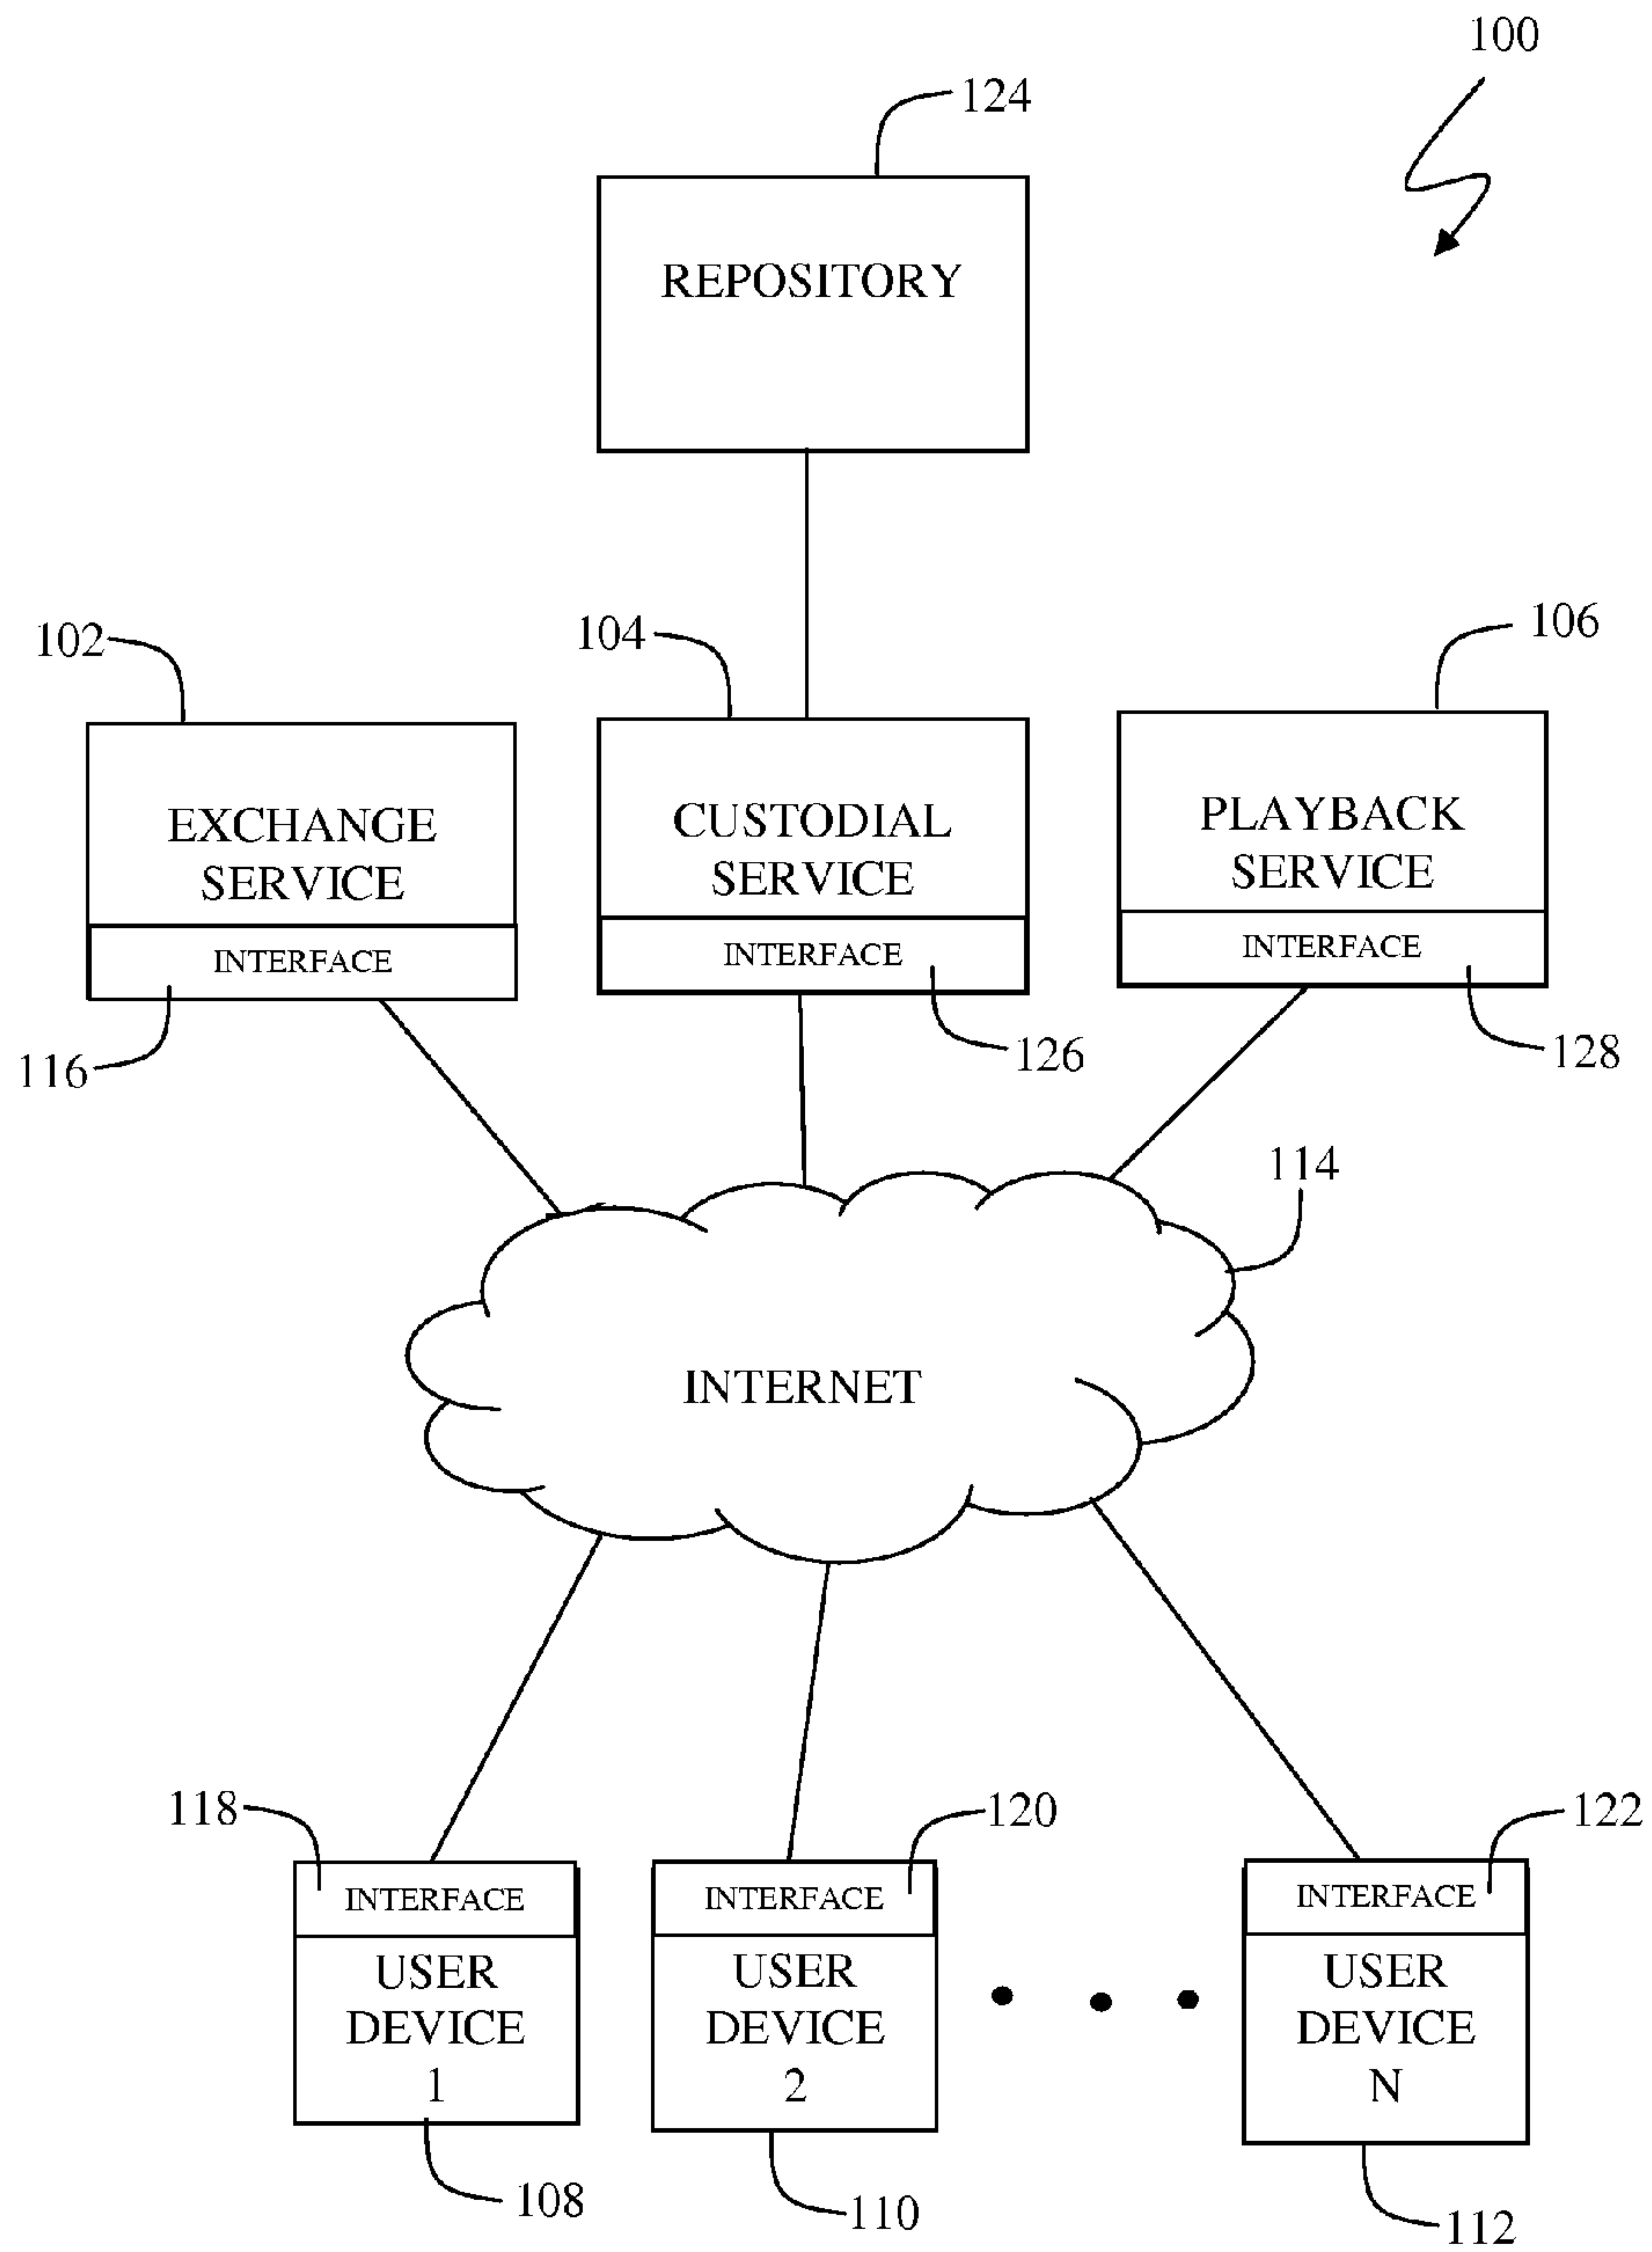 100
124
REPOSITORY
102
104
106
EXCHANGE
SERVICE
INTERFACE
CUSTODIAL
SERVICE
INTERFACE
PLAYBACK
SERVICE
INTERFACE
116
126
128
114
INTERNET
118
120
122
INTERFACE
USER
DEVICE
1
INTERFACE
USER
DEVICE
2
INTERFACE
USER
DEVICE
N
108
110
112